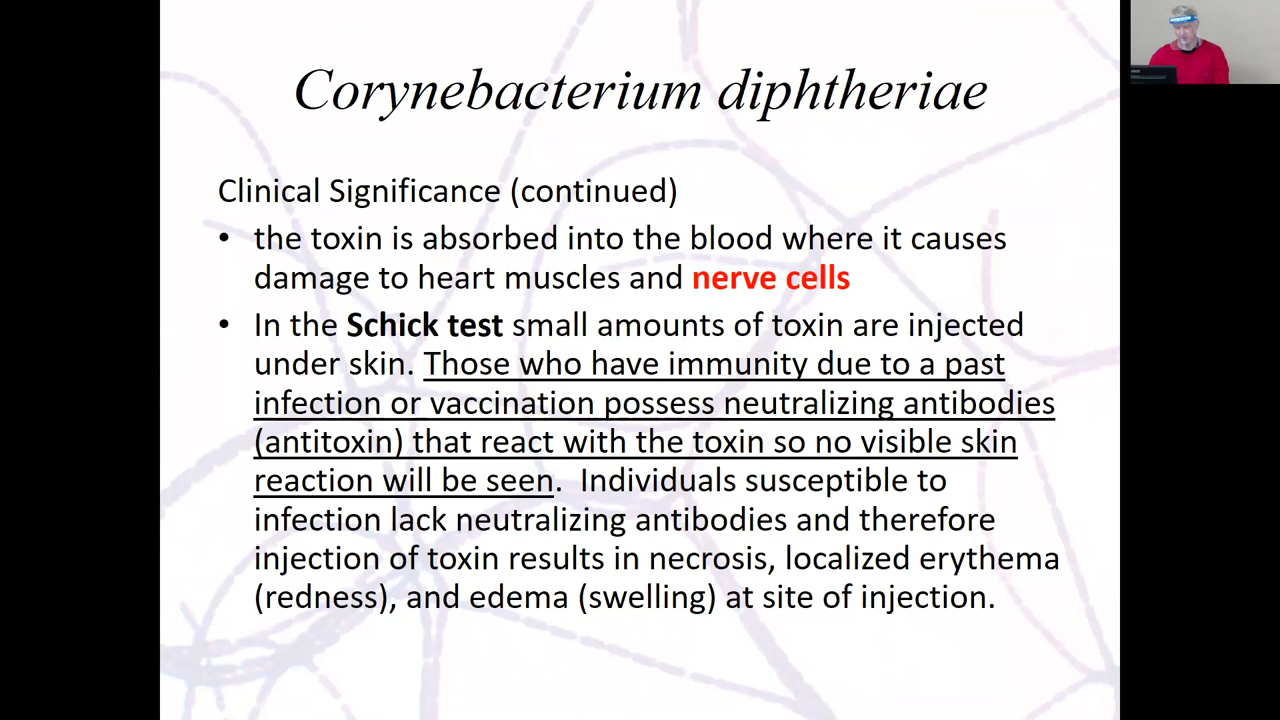 Corynebacterium diphtheriae
Clinical Significance (continued)
• the toxin is absorbed into the blood where it causes
damage to heart muscles and nerve cells
• In the Schick test small amounts of toxin are injected
under skin. Those who have immunity due to a past
infection or vaccination possess neutralizing antibodies
(antitoxin) that react with the toxin so no visible skin
reaction will be seen.  Individuals susceptible to
infection lack neutralizing antibodies and therefore
injection of toxin results in necrosis, localized erythema
(redness), and edema (swelling) at site of injection.